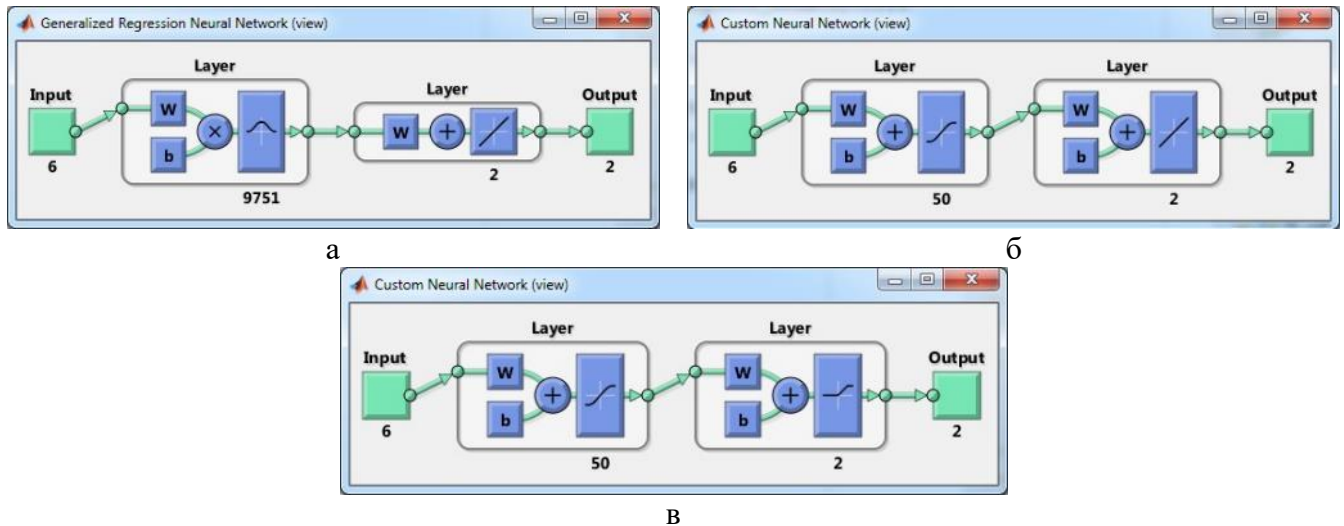 Generalized Regression Neural Network (view)
Layer
Layer
Input
Output
W
W
b
6
9751
2
2
а
Custom Neural Network (view)
Layer
Layer
Input
Output
W
W
b
b
6
50
2
2
б
Custom Neural Network (view)
Layer
Layer
Input
Output
W
W
b
b
6
50
2
2
в